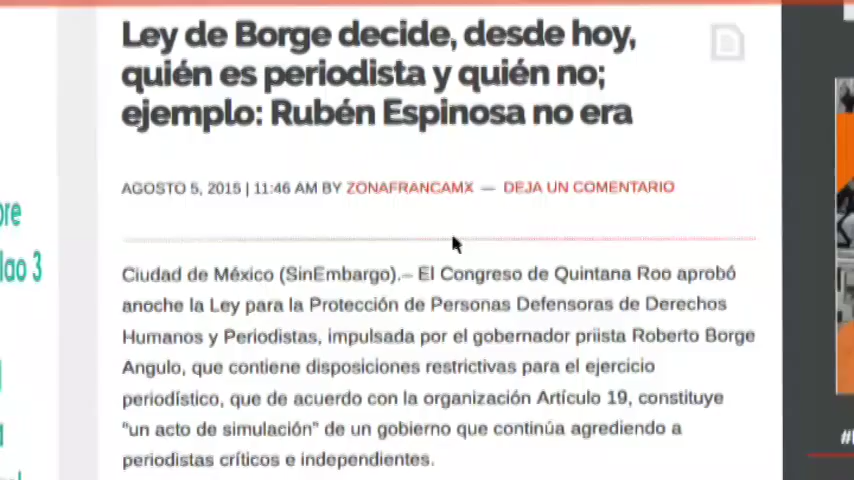 Ley de Borge decide, desde hoy,
quién es periodista y quién no;
ejemplo: Rubén Espinosa no era
AGOSTO 5, 2015 | 11:46 AM BY ZONAFRANCAMX — DEJA UN COMENTARIO
Ciudad de México (SinEmbargo).– El Congreso de Quintana Roo aprobó
anoche la Ley para la Protección de Personas Defensoras de Derechos
Humanos y Periodistas, impulsada por el gobernador priista Roberto Borge
Angulo, que contiene disposiciones restrictivas para el ejercicio
periodístico, que de acuerdo con la organización Artículo 19, constituye
"un acto de simulación" de un gobierno que continúa agrediendo a
periodistas críticos e independientes.